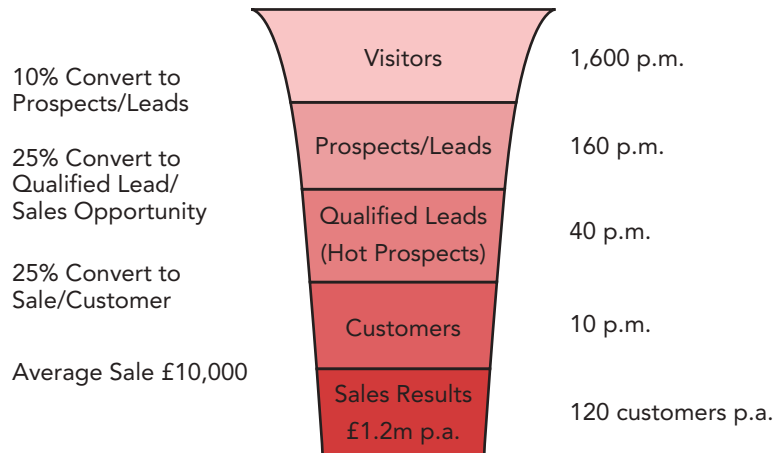 Visitors
1,600 p.m.
10% Convert to
Prospects/Leads
Prospects/Leads
160 p.m.
25% Convert to
Qualified Lead/
Sales Opportunity
Qualified Leads
(Hot Prospects)
40 p.m.
25% Convert to
Sale/Customer
Customers
10 p.m.
Average Sale £10,000
Sales Results
£1.2m p.a.
120 customers p.a.